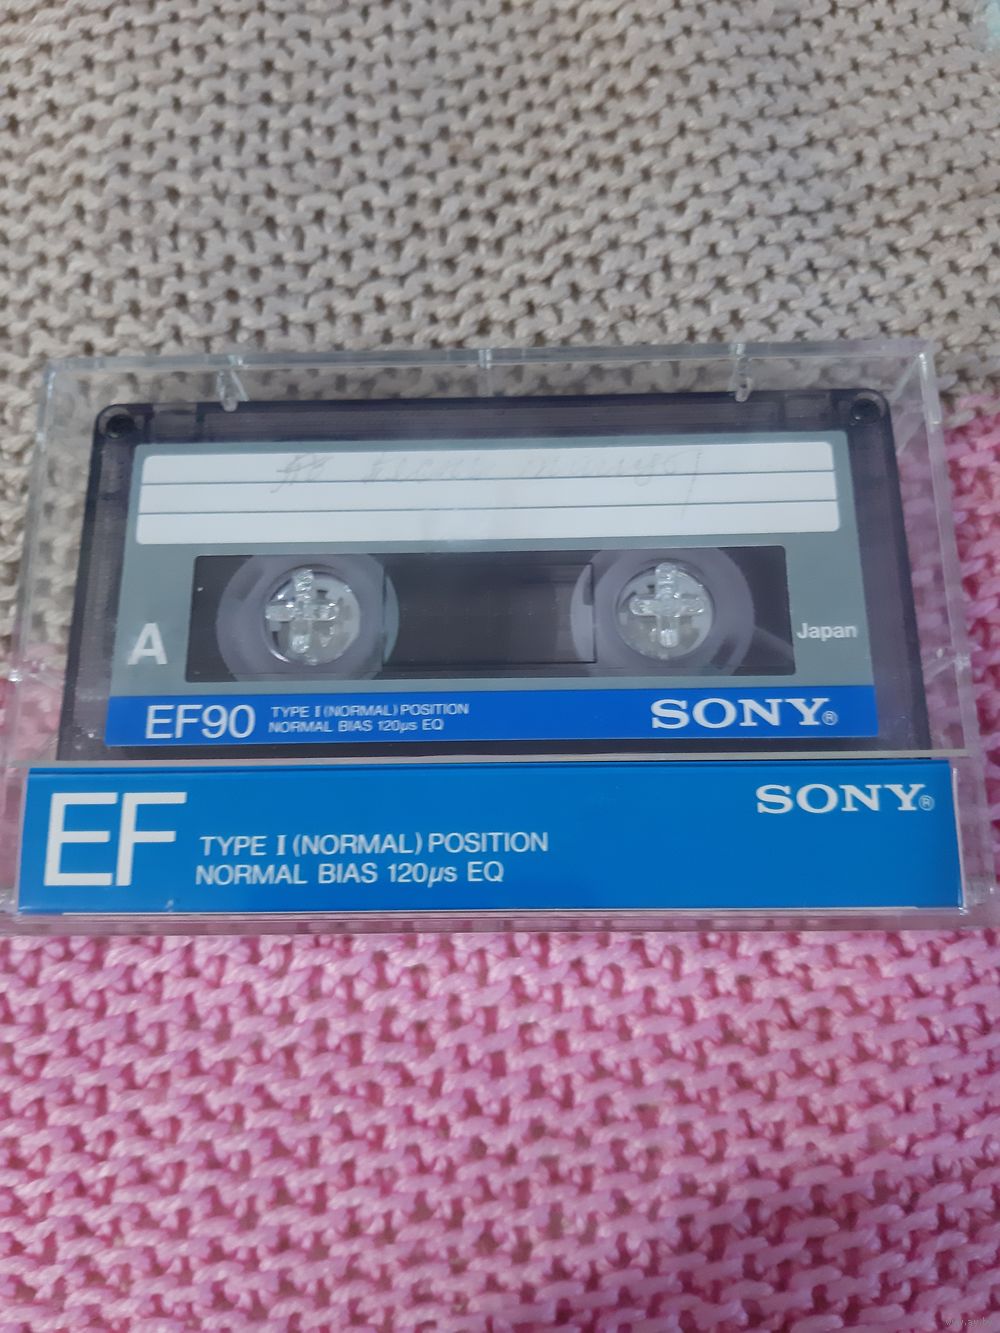 A
Japan
EF90 TYPE I (NORMAL) POSITION
NORMAL BIAS 120µs EQ
SONY®
EF
TYPE I (NORMAL) POSITION
NORMAL BIAS 120µs EQ
SONY®